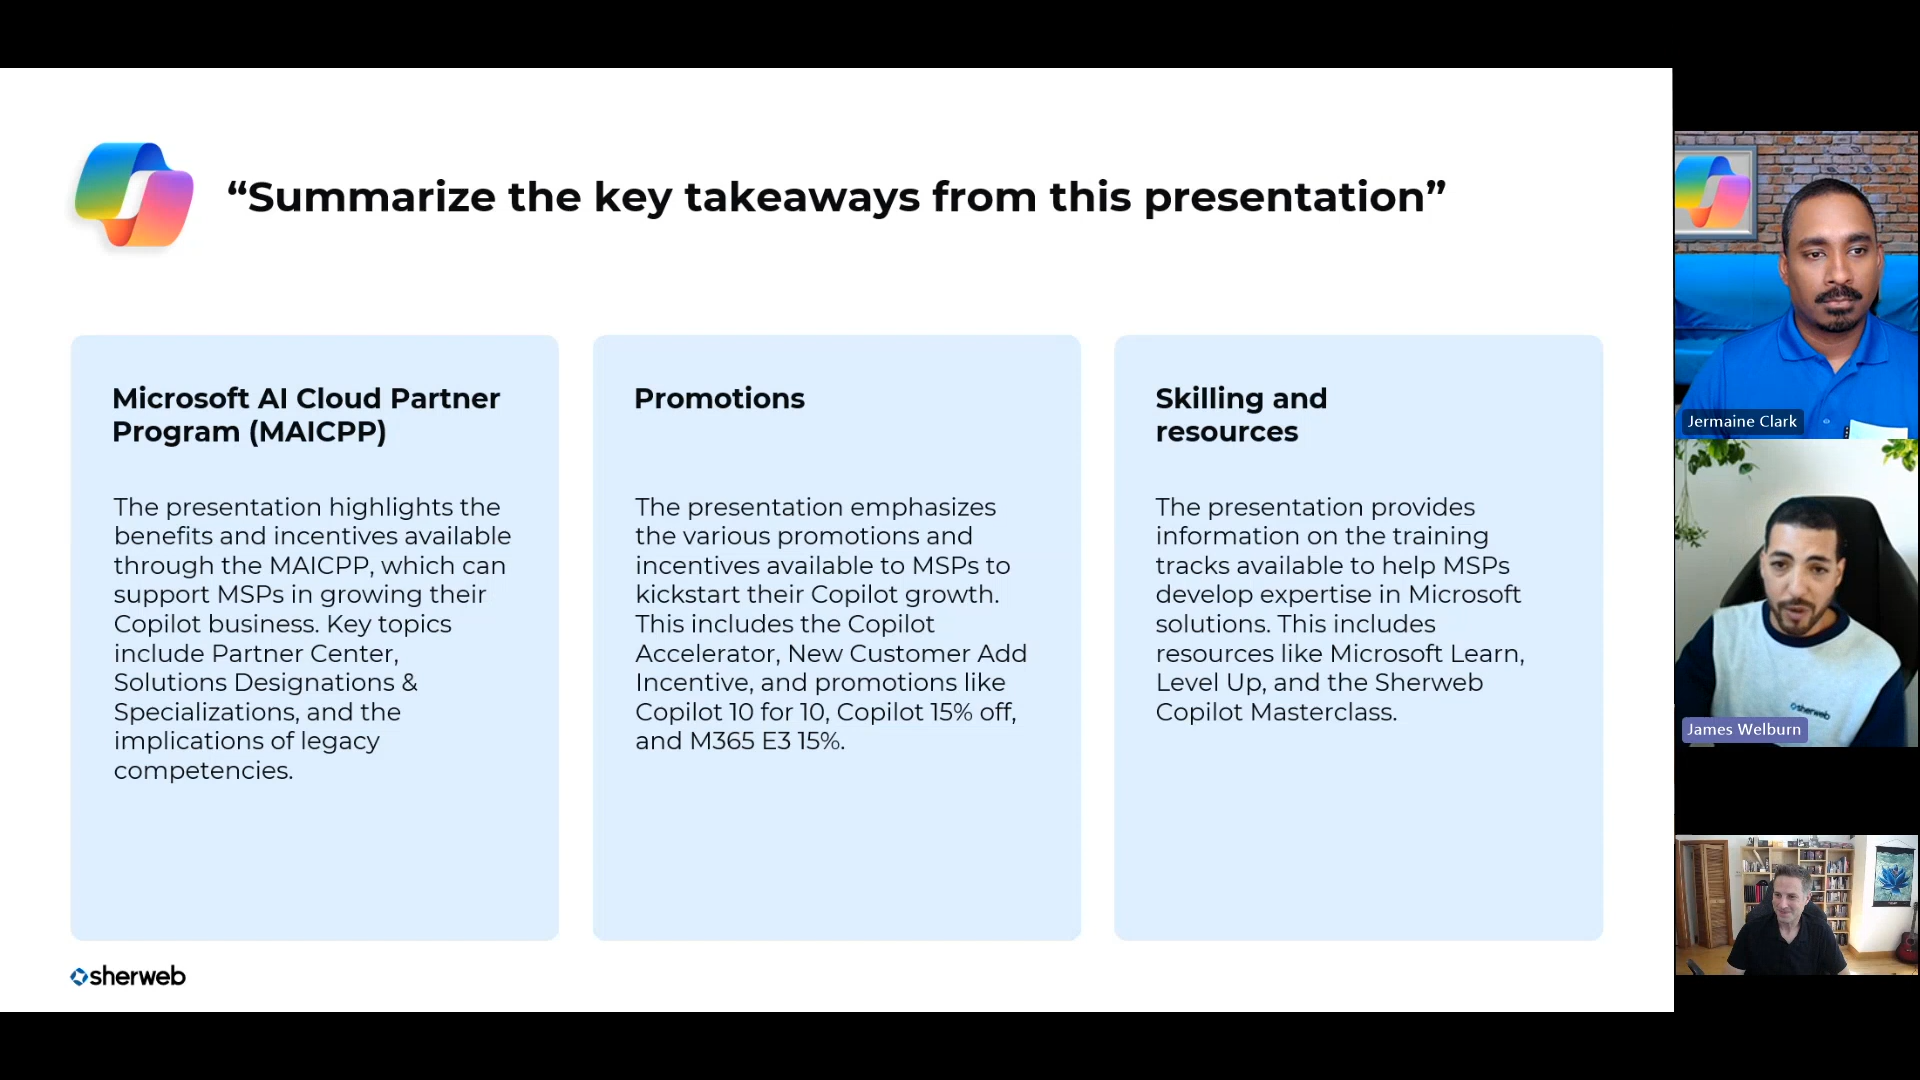 “Summarize the key takeaways from this presentation”
Microsoft AI Cloud Partner
Program (MAICPP)
The presentation highlights the
benefits and incentives available
through the MAICPP, which can
support MSPs in growing their
Copilot business. Key topics
include Partner Center,
Solutions Designations &
Specializations, and the
implications of legacy
competencies.
Promotions
The presentation emphasizes
the various promotions and
incentives available to MSPs to
kickstart their Copilot growth.
This includes the Copilot
Accelerator, New Customer Add
Incentive, and promotions like
Copilot 10 for 10, Copilot 15% off,
and M365 E3 15%.
Skilling and
resources
The presentation provides
information on the training
tracks available to help MSPs
develop expertise in Microsoft
solutions. This includes
resources like Microsoft Learn,
Level Up, and the Sherweb
Copilot Masterclass.
sherweb
Jermaine Clark
sherweb
James Welburn